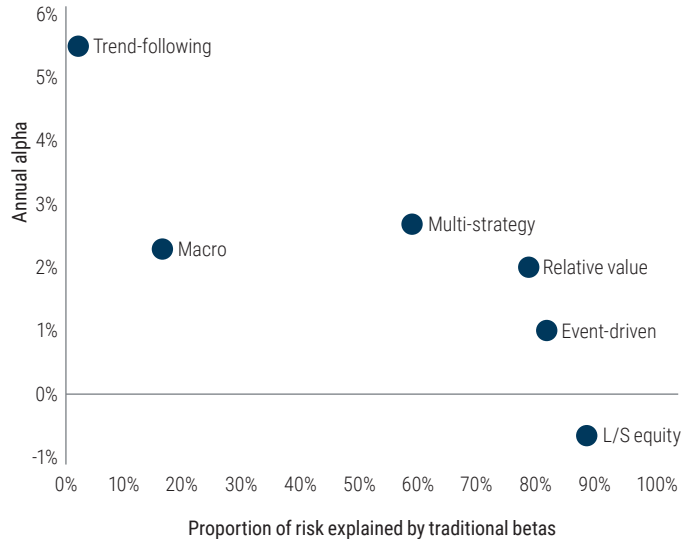 6%
Trend-following
5%
4%
Annual alpha
3%
Multi-strategy
Macro
2%
Relative value
1%
Event-driven
0%
L/S equity
-1%
0% 10% 20% 30% 40% 50% 60% 70% 80% 90% 100%
Proportion of risk explained by traditional betas